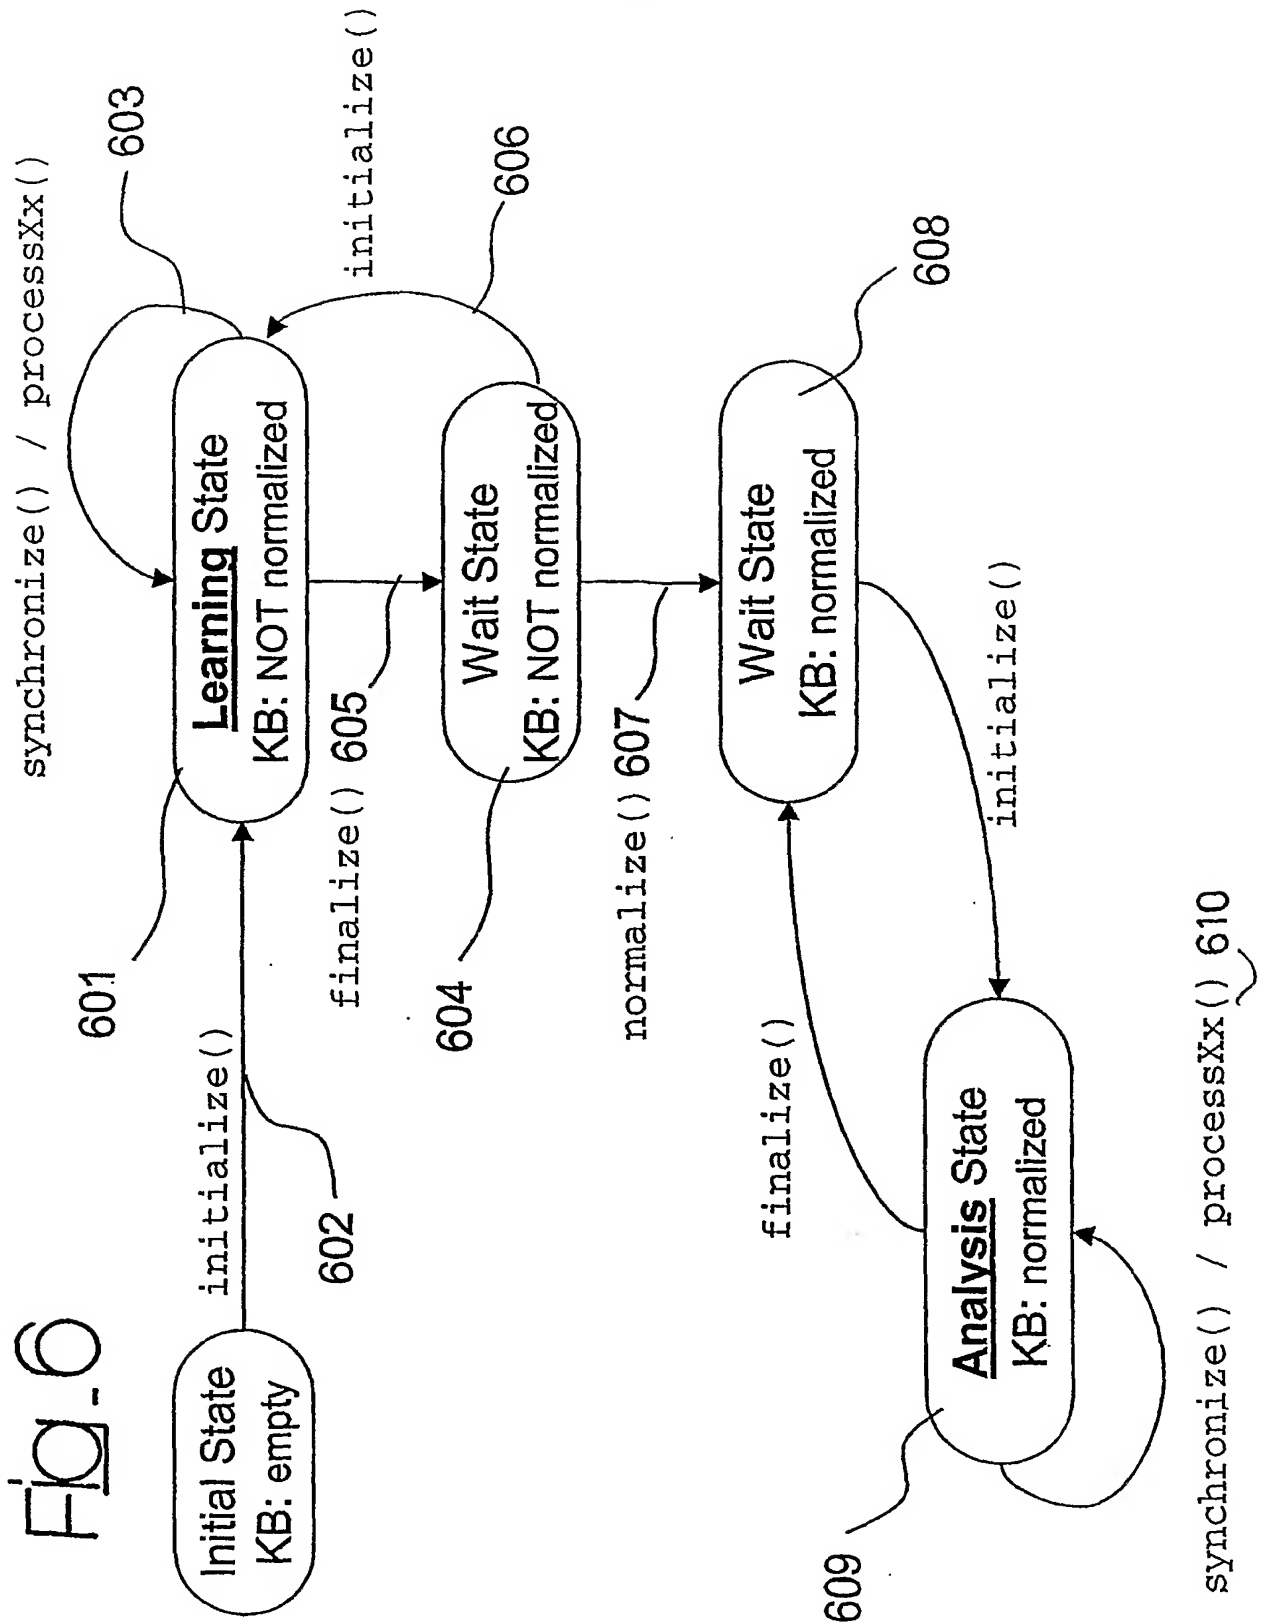 Fig. 6
Initial State
KB: empty
initialize()
602
601
synchronize() / processXx()
603
Learning State
KB: NOT normalized
finalize() 605
initialize()
606
604
Wait State
KB: NOT normalized
normalize() 607
608
Wait State
KB: normalized
finalize()
initialize()
609
Analysis State
KB: normalized
synchronize() / processXx() 610